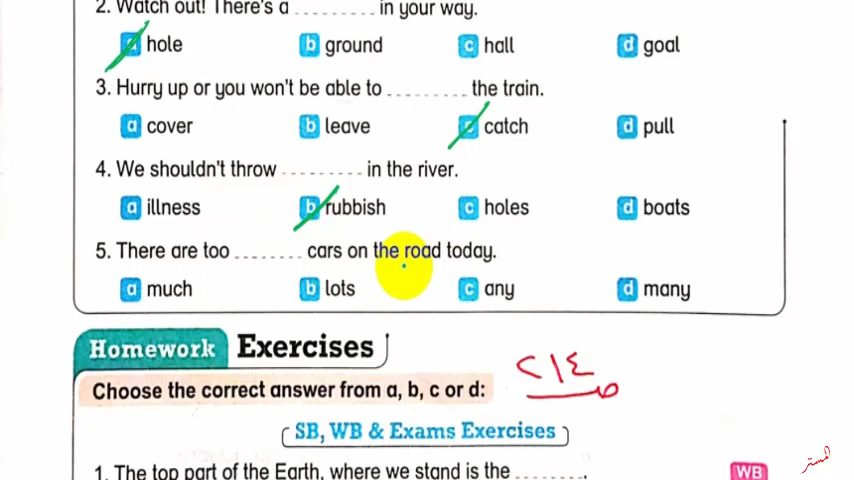 2. Watch out! There's a ......... in your way.
a hole b ground c hall d goal
3. Hurry up or you won't be able to ......... the train.
a cover b leave c catch d pull
4. We shouldn't throw ......... in the river.
a illness b rubbish c holes d boats
5. There are too ........ cars on the road today.
a much b lots c any d many
Homework Exercises
٢١٤
Choose the correct answer from a, b, c or d:
SB, WB & Exams Exercises
1. The top part of the Earth, where we stand is the ......... . WB
المستر